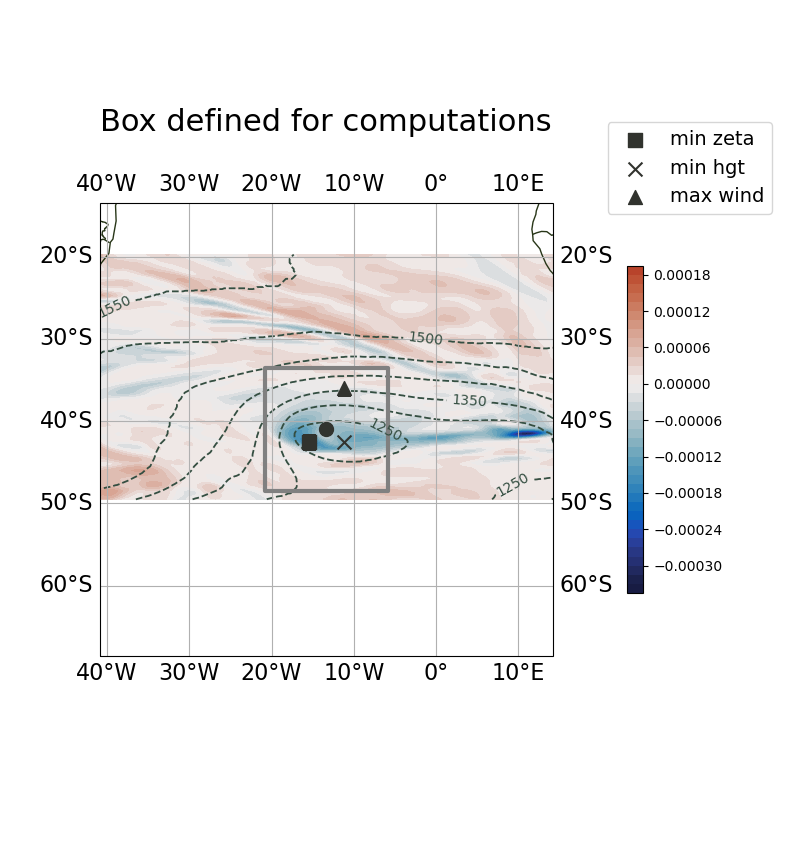 Box defined for computations
min zeta
min hgt
max wind
40°W 30°W 20°W 10°W 0° 10°E
20°S 20°S
1550
1500
30°S 30°S
1350
40°S 40°S
1250
1250
50°S 50°S
60°S 60°S
40°W 30°W 20°W 10°W 0° 10°E
0.00018
0.00012
0.00006
0.00000
−0.00006
−0.00012
−0.00018
−0.00024
−0.00030